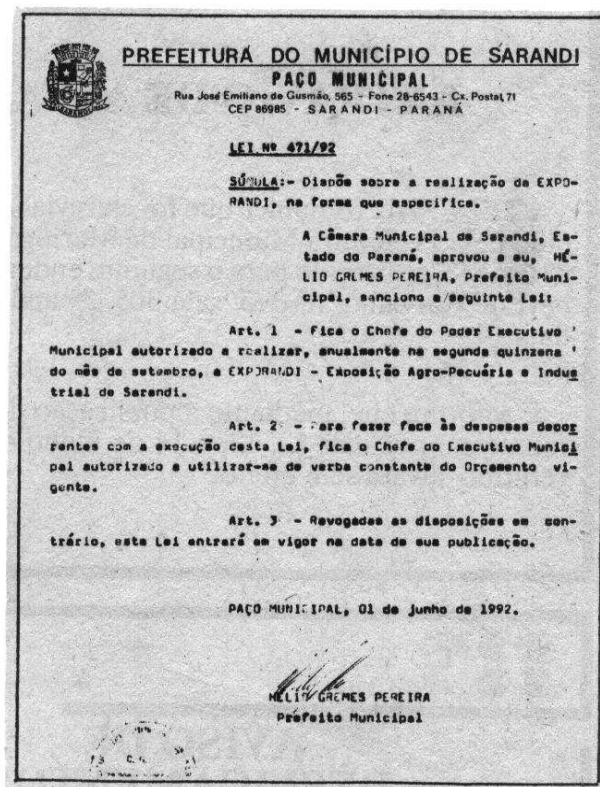 PREFEITURA DO MUNICÍPIO DE SARANDI
PAÇO MUNICIPAL
Rua José Emiliano de Gusmão, 565 - Fone 28-6543 - Cx. Postal, 71
CEP 86985 - SARANDI - PARANÁ
SARANDI
LEI Nº 471/92
SÚMULA:- Dispõe sobre a realização da EXPO-
RANDI, na forma que especifica.
A Câmara Municipal de Sarandi, Es-
tado do Paraná, aprovou e eu, HÉ-
LIO GREMES PEREIRA, Prefeito Muni-
cipal, sanciono a seguinte Lei:
Art. 1 - Fica o Chefe do Poder Executivo '
Municipal autorizado a realizar, anualmente na segunda quinzena '
do mês de setembro, a EXPORANDI - Exposição Agro-Pecuária e Indus
trial de Sarandi.
Art. 2 - Para fazer face às despesas decor
rentes com a execução desta Lei, fica o Chefe do Executivo Munici
pal autorizado a utilizar-se de verba constante do Orçamento vi-
gente.
Art. 3 - Revogadas as disposições em con-
trário, esta Lei entrará em vigor na data de sua publicação.
PAÇO MUNICIPAL, 01 de junho de 1992.
HELIO GREMES PEREIRA
Prefeito Municipal